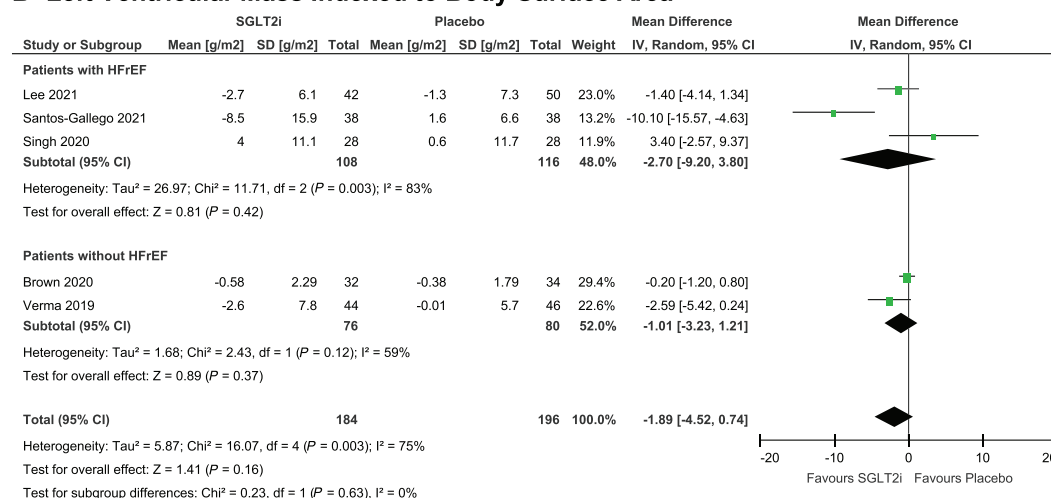 B Left Ventricular Mass Indexed to Body Surface Area
SGLT2i Placebo Mean Difference Mean Difference
Study or Subgroup Mean [g/m2] SD [g/m2] Total Mean [g/m2] SD [g/m2] Total Weight IV, Random, 95% CI IV, Random, 95% CI
Patients with HFrEF
Lee 2021 -2.7 6.1 42 -1.3 7.3 50 23.0% -1.40 [-4.14, 1.34]
Santos-Gallego 2021 -8.5 15.9 38 1.6 6.6 38 13.2% -10.10 [-15.57, -4.63]
Singh 2020 4 11.1 28 0.6 11.7 28 11.9% 3.40 [-2.57, 9.37]
Subtotal (95% CI) 108 116 48.0% -2.70 [-9.20, 3.80]
Heterogeneity: Tau² = 26.97; Chi² = 11.71, df = 2 (P = 0.003); I² = 83%
Test for overall effect: Z = 0.81 (P = 0.42)
Patients without HFrEF
Brown 2020 -0.58 2.29 32 -0.38 1.79 34 29.4% -0.20 [-1.20, 0.80]
Verma 2019 -2.6 7.8 44 -0.01 5.7 46 22.6% -2.59 [-5.42, 0.24]
Subtotal (95% CI) 76 80 52.0% -1.01 [-3.23, 1.21]
Heterogeneity: Tau² = 1.68; Chi² = 2.43, df = 1 (P = 0.12); I² = 59%
Test for overall effect: Z = 0.89 (P = 0.37)
Total (95% CI) 184 196 100.0% -1.89 [-4.52, 0.74]
Heterogeneity: Tau² = 5.87; Chi² = 16.07, df = 4 (P = 0.003); I² = 75%
Test for overall effect: Z = 1.41 (P = 0.16)
Test for subgroup differences: Chi² = 0.23, df = 1 (P = 0.63), I² = 0%
-20 -10 0 10 20
Favours SGLT2i Favours Placebo